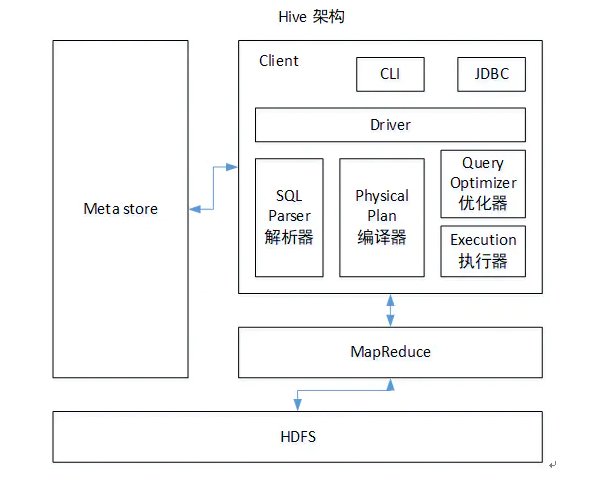 Hive 架构
Client
CLI
JDBC
Driver
Meta store
SQL
Parser
解析器
Physical
Plan
编译器
Query
Optimizer
优化器
Execution
执行器
MapReduce
HDFS